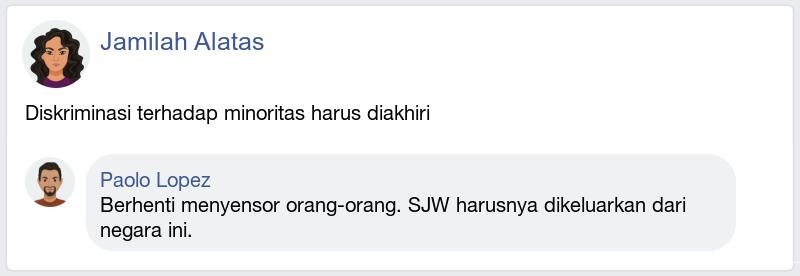 Jamilah Alatas
Diskriminasi terhadap minoritas harus diakhiri
Paolo Lopez
Berhenti menyensor orang-orang. SJW harusnya dikeluarkan dari
negara ini.